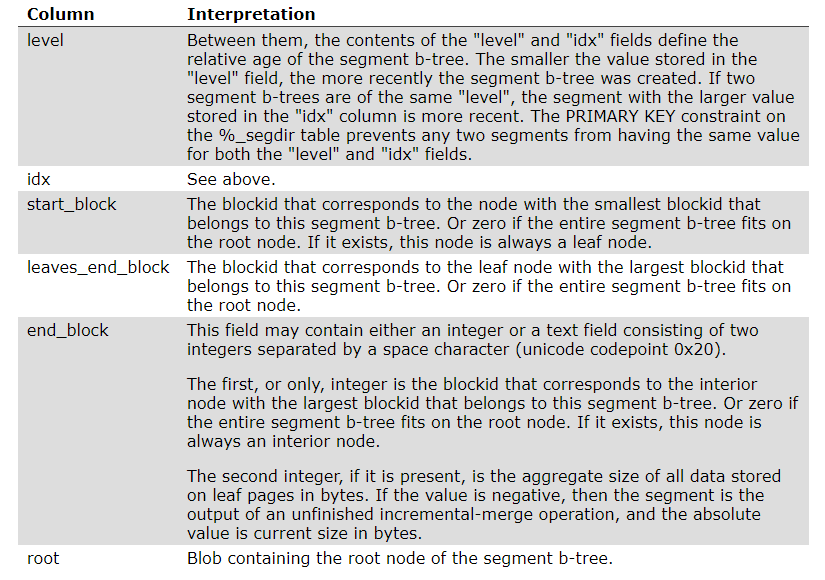 Column Interpretation
level Between them, the contents of the "level" and "idx" fields define the
relative age of the segment b-tree. The smaller the value stored in the
"level" field, the more recently the segment b-tree was created. If two
segment b-trees are of the same "level", the segment with the larger value
stored in the "idx" column is more recent. The PRIMARY KEY constraint on
the %_segdir table prevents any two segments from having the same value
for both the "level" and "idx" fields.
idx See above.
start_block The blockid that corresponds to the node with the smallest blockid that
belongs to this segment b-tree. Or zero if the entire segment b-tree fits on
the root node. If it exists, this node is always a leaf node.
leaves_end_block The blockid that corresponds to the leaf node with the largest blockid that
belongs to this segment b-tree. Or zero if the entire segment b-tree fits on
the root node.
end_block This field may contain either an integer or a text field consisting of two
integers separated by a space character (unicode codepoint 0x20).
The first, or only, integer is the blockid that corresponds to the interior
node with the largest blockid that belongs to this segment b-tree. Or zero if
the entire segment b-tree fits on the root node. If it exists, this node is
always an interior node.
The second integer, if it is present, is the aggregate size of all data stored
on leaf pages in bytes. If the value is negative, then the segment is the
output of an unfinished incremental-merge operation, and the absolute
value is current size in bytes.
root Blob containing the root node of the segment b-tree.